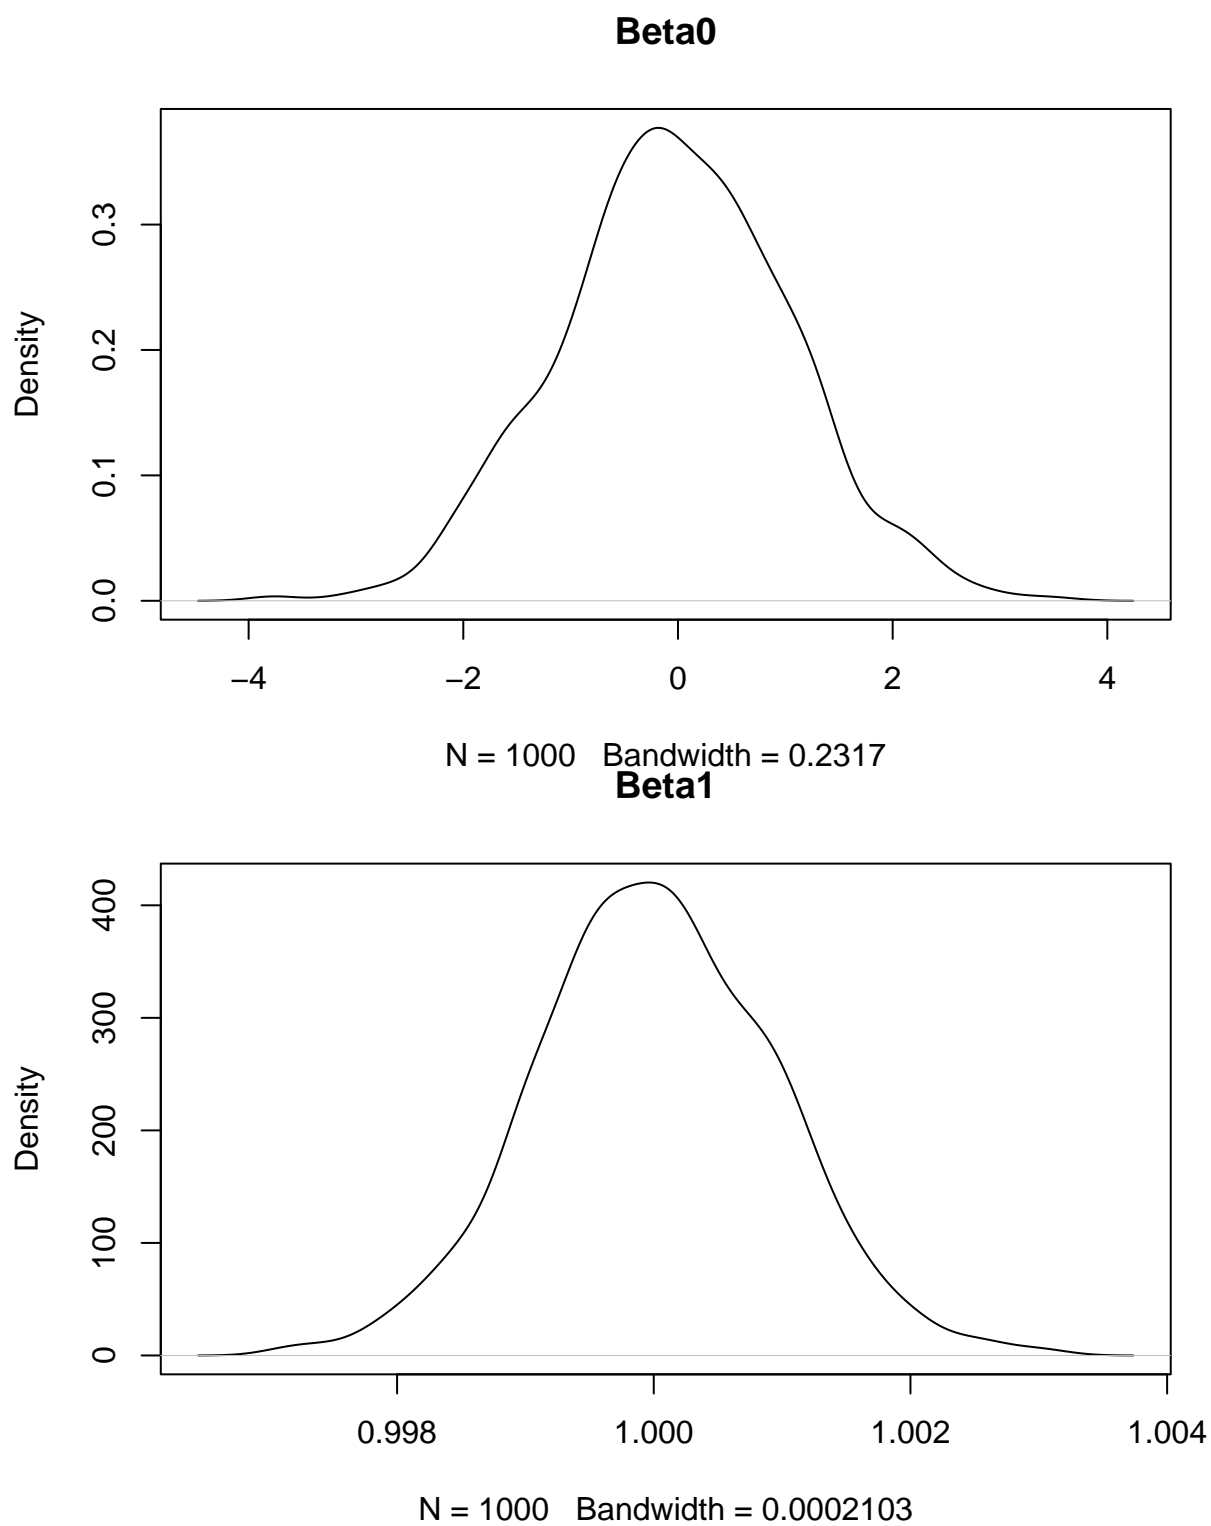 Beta0
Density
0.0 0.1 0.2 0.3
−4 −2 0 2 4
N = 1000 Bandwidth = 0.2317
Beta1
Density
0 100 200 300 400
0.998 1.000 1.002 1.004
N = 1000 Bandwidth = 0.0002103